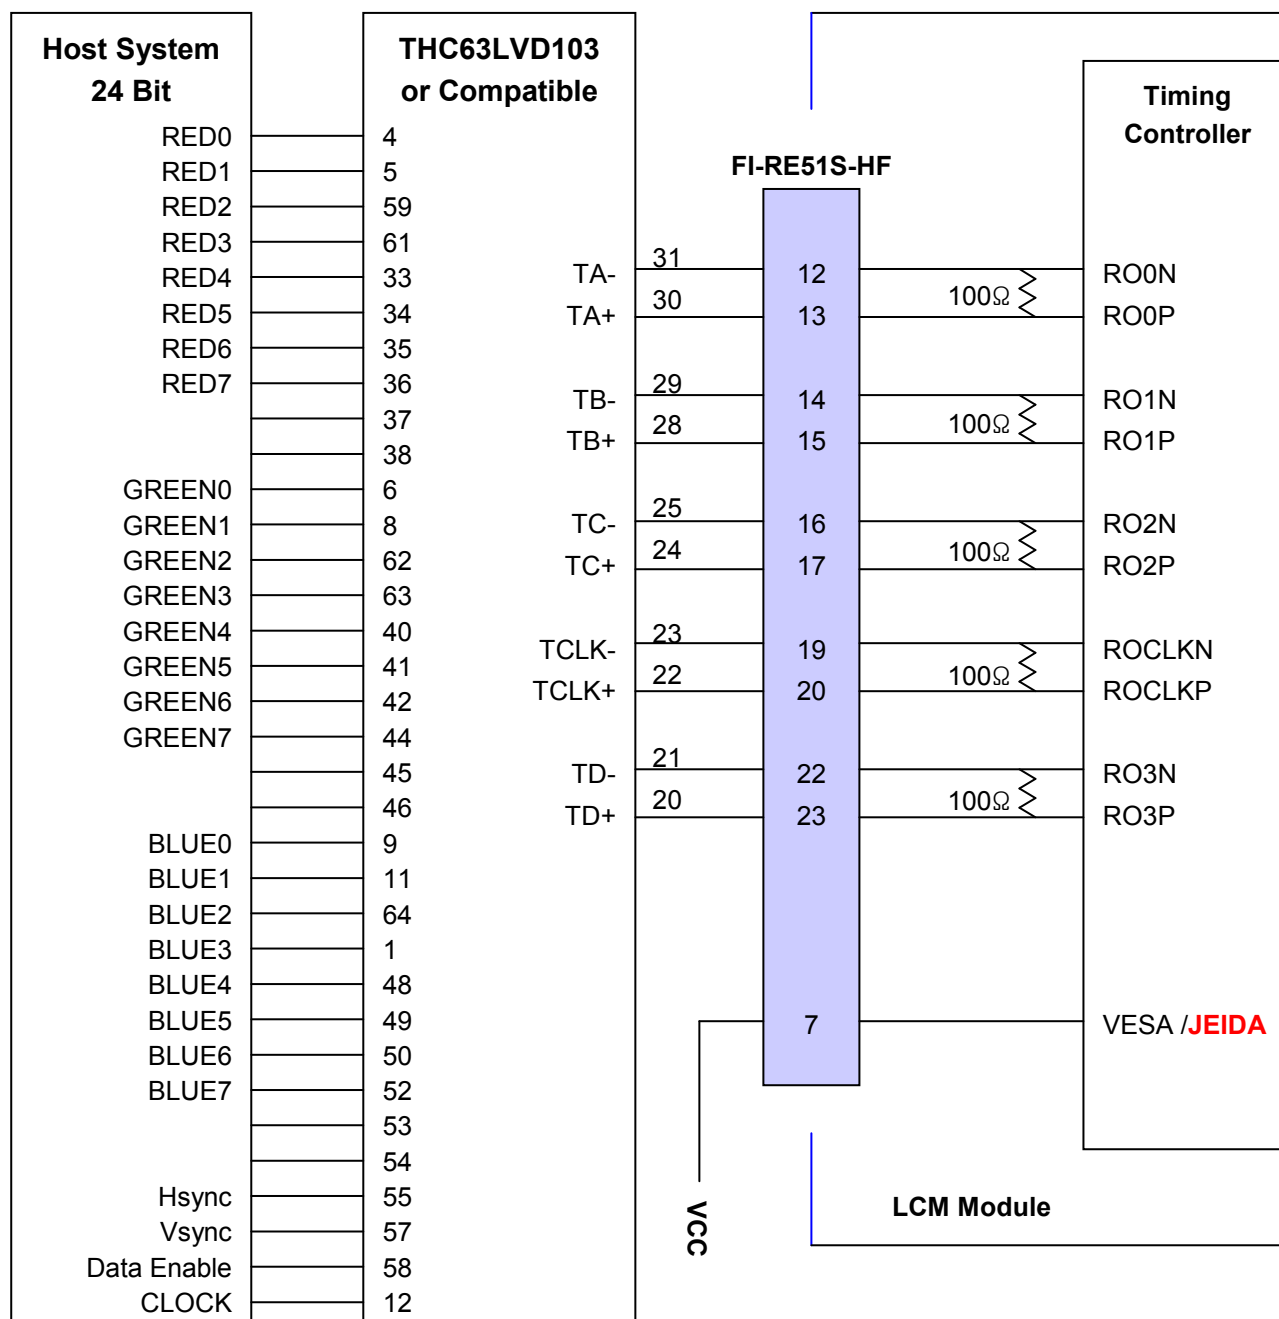 Host System
24 Bit
RED0
RED1
RED2
RED3
RED4
RED5
RED6
RED7
GREEN0
GREEN1
GREEN2
GREEN3
GREEN4
GREEN5
GREEN6
GREEN7
BLUE0
BLUE1
BLUE2
BLUE3
BLUE4
BLUE5
BLUE6
BLUE7
Hsync
Vsync
Data Enable
CLOCK
THC63LVD103
or Compatible
4
5
59
61
33
34
35
36
37
38
6
8
62
63
40
41
42
44
45
46
9
11
64
1
48
49
50
52
53
54
55
57
58
12
TA-
TA+
TB-
TB+
TC-
TC+
TCLK-
TCLK+
TD-
TD+
31
30
29
28
25
24
23
22
21
20
FI-RE51S-HF
12
13
14
15
16
17
19
20
22
23
7
VCC
100Ω
100Ω
100Ω
100Ω
100Ω
Timing
Controller
RO0N
RO0P
RO1N
RO1P
RO2N
RO2P
ROCLKN
ROCLKP
RO3N
RO3P
VESA /JEIDA
LCM Module